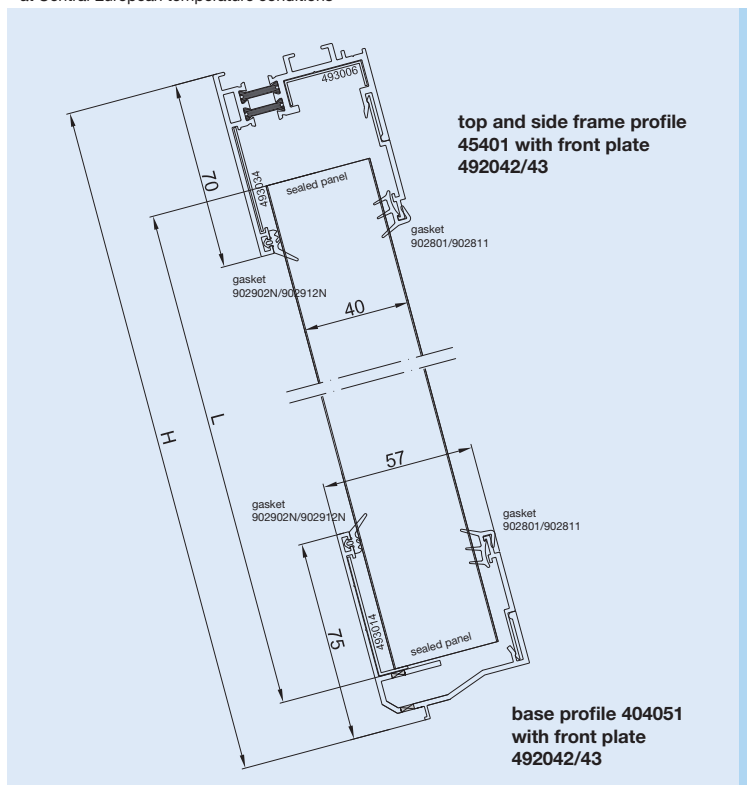 493006
top and side frame profile
45401 with front plate
492042/43
70
493034
sealed panel
gasket
902801/902811
gasket
902902N/902912N
40
L
H
57
gasket
902902N/902912N
gasket
902801/902811
75
493014
sealed panel
base profile 404051
with front plate
492042/43